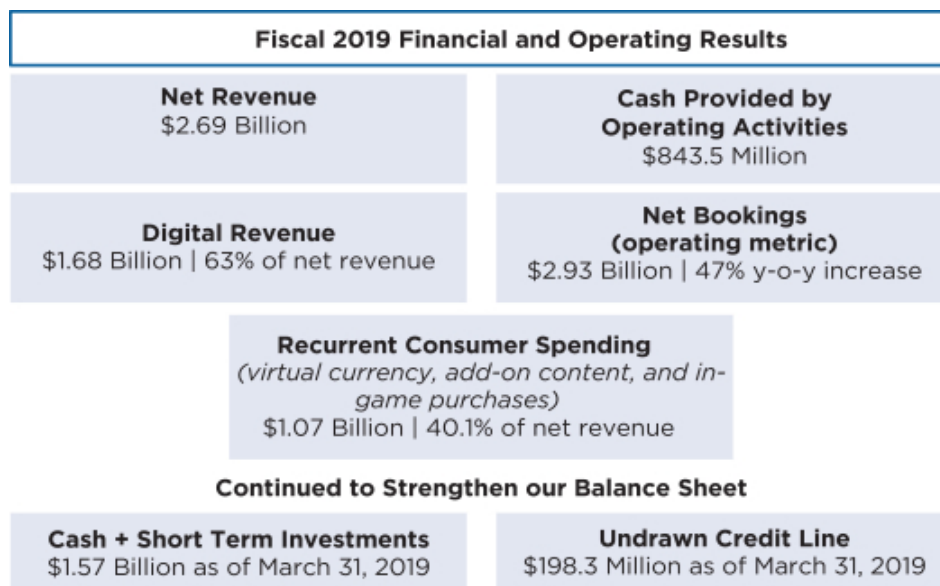 Fiscal 2019 Financial and Operating Results
Net Revenue
$2.69 Billion
Cash Provided by
Operating Activities
$843.5 Million
Digital Revenue
$1.68 Billion | 63% of net revenue
Net Bookings
(operating metric)
$2.93 Billion | 47% y-o-y increase
Recurrent Consumer Spending
(virtual currency, add-on content, and in-
game purchases)
$1.07 Billion | 40.1% of net revenue
Continued to Strengthen our Balance Sheet
Cash + Short Term Investments
$1.57 Billion as of March 31, 2019
Undrawn Credit Line
$198.3 Million as of March 31, 2019